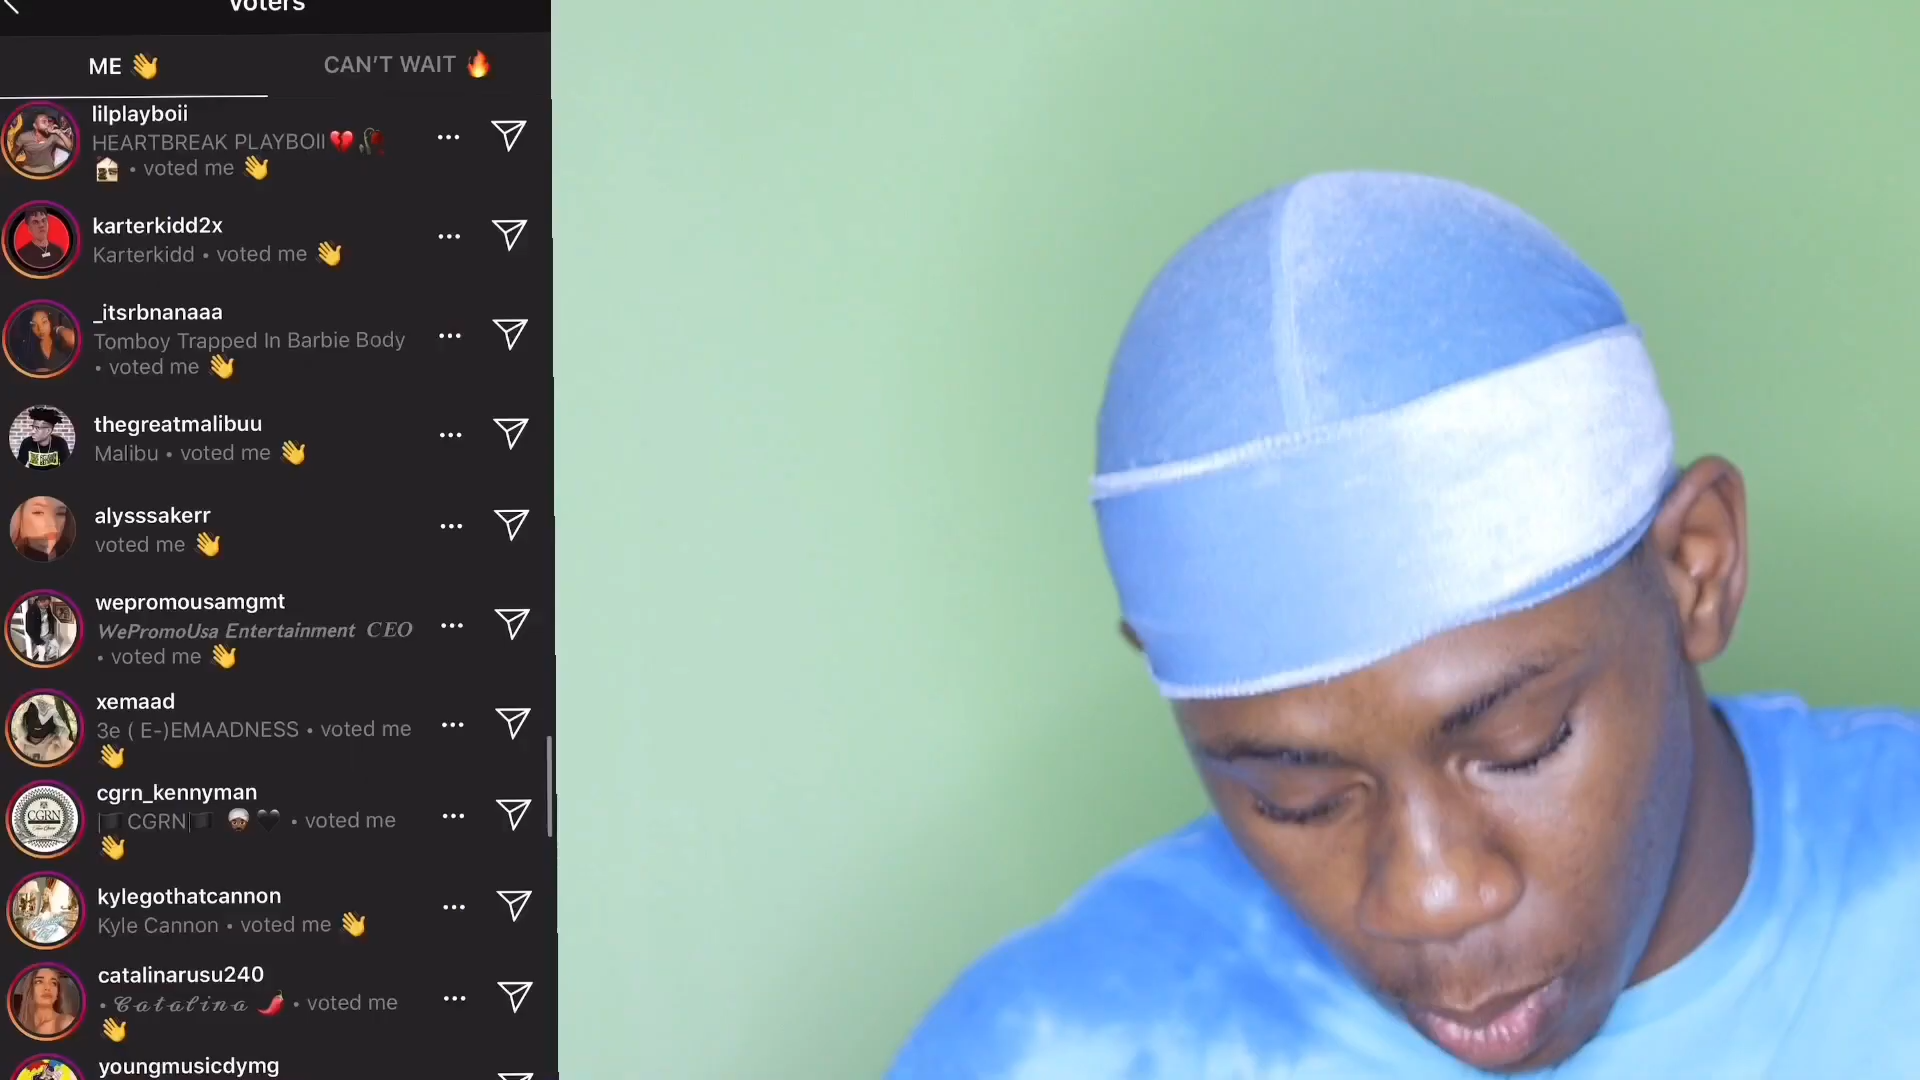 voters
ME 👋 CAN'T WAIT 🔥
lilplayboii
HEARTBREAK PLAYBOII💔🥀
• voted me 👋
karterkidd2x
Karterkidd • voted me 👋
_itsrbnanaaa
Tomboy Trapped In Barbie Body
• voted me 👋
thegreatmalibuu
Malibu • voted me 👋
alysssakerr
voted me 👋
wepromousamgmt
WePromoUsa Entertainment CEO
• voted me 👋
xemaad
3e ( E-)EMAADNESS • voted me
👋
cgrn_kennyman
🏴CGRN🏴 👳🏾‍♂️🖤 • voted me
👋
CGRN
kylegothatcannon
Kyle Cannon • voted me 👋
catalinarusu240
• 𝒞𝒶𝓉𝒶𝓁𝒾𝓃𝒶 🌶️ • voted me
👋
youngmusicdymg